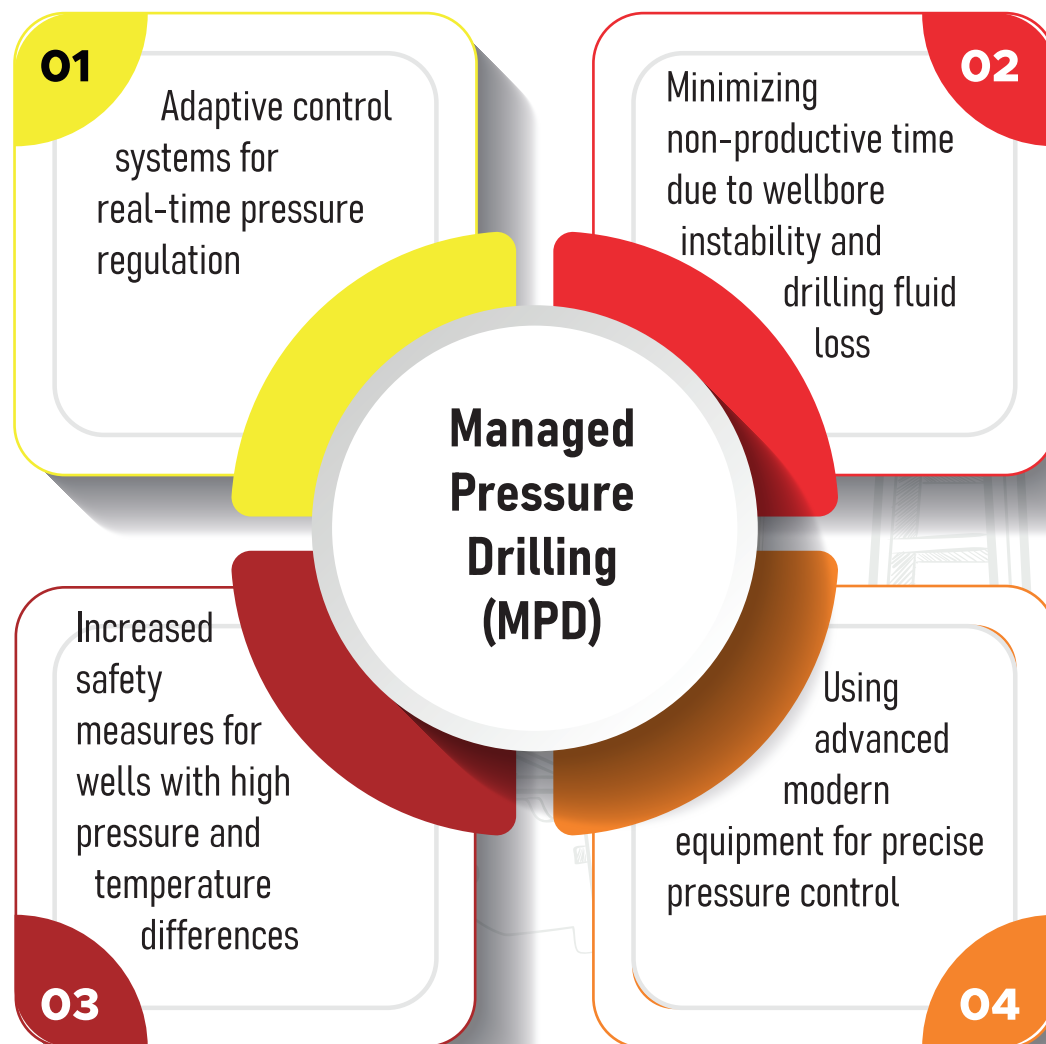 01
Adaptive control
systems for
real-time pressure
regulation
02
Minimizing
non-productive time
due to wellbore
instability and
drilling fluid
loss
Managed
Pressure
Drilling
(MPD)
Increased
safety
measures for
wells with high
pressure and
temperature
differences
03
Using
advanced
modern
equipment for precise
pressure control
04